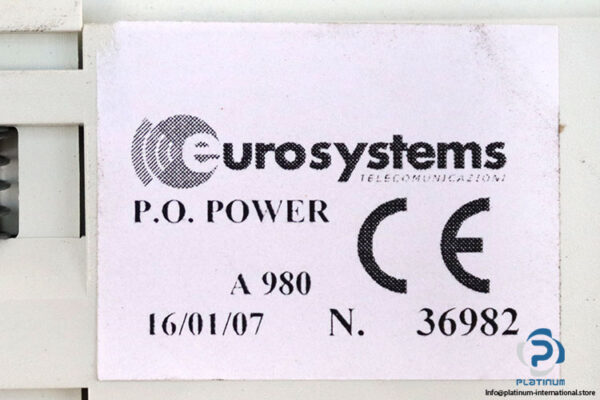 eurosystems
TELECOMUNICAZIONI
P.O. POWER
CE
A 980
16/01/07 N. 36982
PLATINUM
Info@platinum-international.store